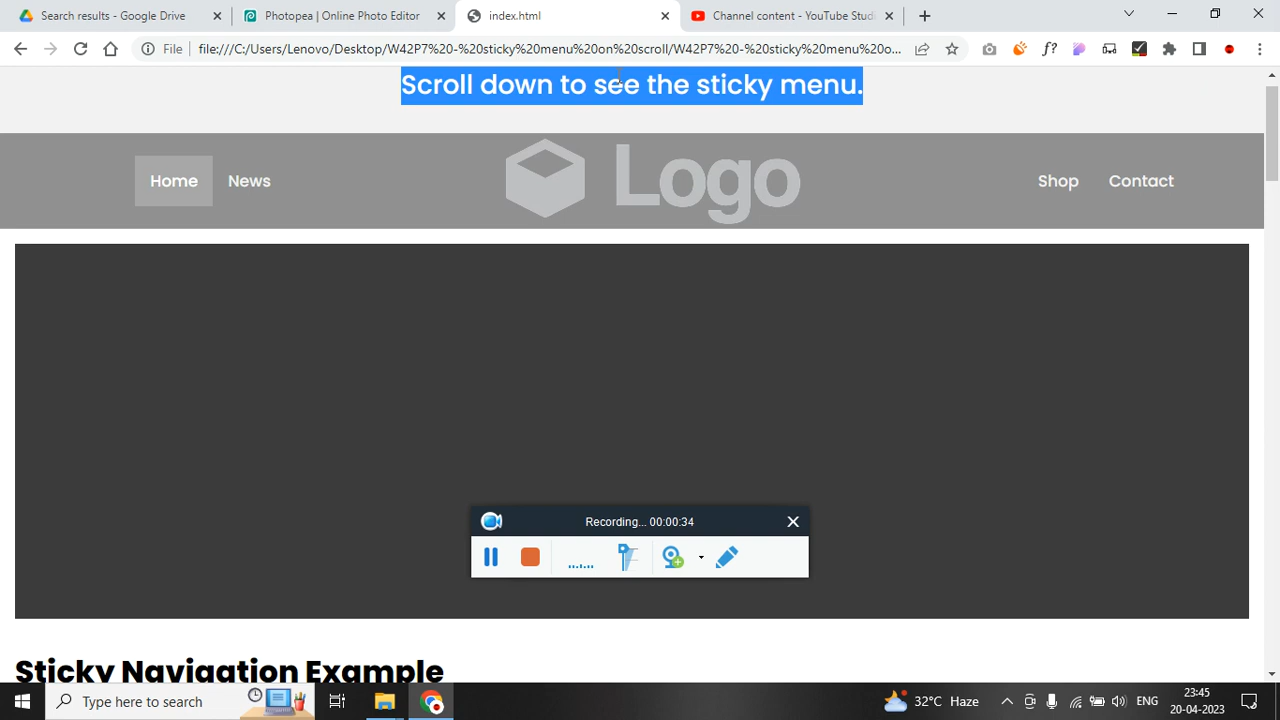 Search results - Google Drive
Photopea | Online Photo Editor
index.html
Channel content - YouTube Studi
File
file:///C:/Users/Lenovo/Desktop/W42P7%20-%20sticky%20menu%20on%20scroll/W42P7%20-%20sticky%20menu%20o...
f?
Scroll down to see the sticky menu.
Home
News
Logo
Shop
Contact
Recording... 00:00:34
Sticky Navigation Example
Type here to search
32°C Haze
ENG
23:45
20-04-2023